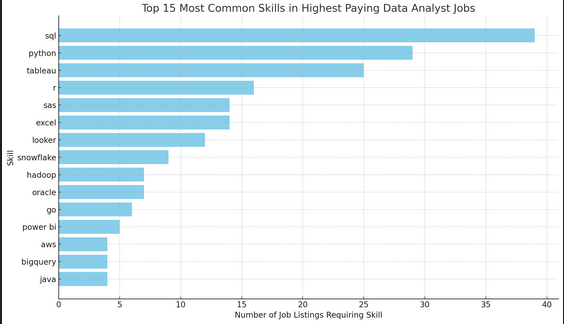 Top 15 Most Common Skills in Highest Paying Data Analyst Jobs
Skill
sql
python
tableau
r
sas
excel
looker
snowflake
hadoop
oracle
go
power bi
aws
bigquery
java
0 5 10 15 20 25 30 35 40
Number of Job Listings Requiring Skill